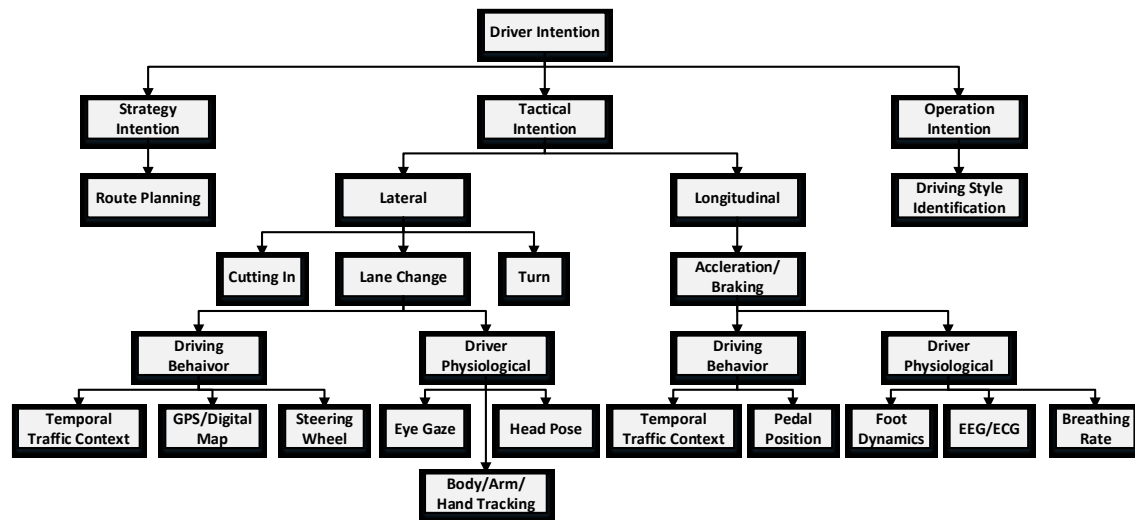 Driver Intention
Strategy
Intention
Tactical
Intention
Operation
Intention
Route Planning
Lateral
Longitudinal
Driving Style
Identification
Cutting In
Lane Change
Turn
Accleration/
Braking
Driving
Behaivor
Driver
Physiological
Driving
Behavior
Driver
Physiological
Temporal
Traffic Context
GPS/Digital
Map
Steering
Wheel
Eye Gaze
Head Pose
Temporal
Traffic Context
Pedal
Position
Foot
Dynamics
EEG/ECG
Breathing
Rate
Body/Arm/
Hand Tracking